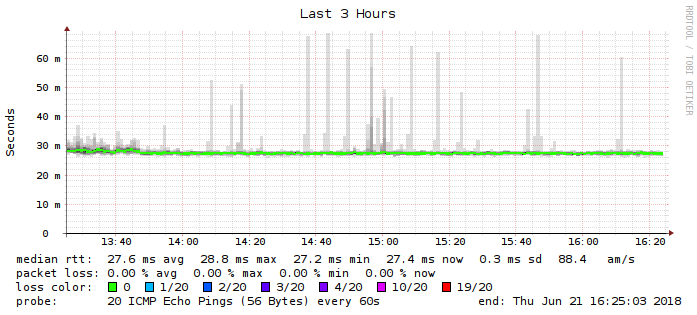 Last 3 Hours
RRDTOOL / TOBI OETIKER
Seconds
60 m
50 m
40 m
30 m
20 m
10 m
0
13:40 14:00 14:20 14:40 15:00 15:20 15:40 16:00 16:20
median rtt: 27.6 ms avg 28.8 ms max 27.2 ms min 27.4 ms now 0.3 ms sd 88.4 am/s
packet loss: 0.00 % avg 0.00 % max 0.00 % min 0.00 % now
loss color: 0 1/20 2/20 3/20 4/20 10/20 19/20
probe: 20 ICMP Echo Pings (56 Bytes) every 60s end: Thu Jun 21 16:25:03 2018